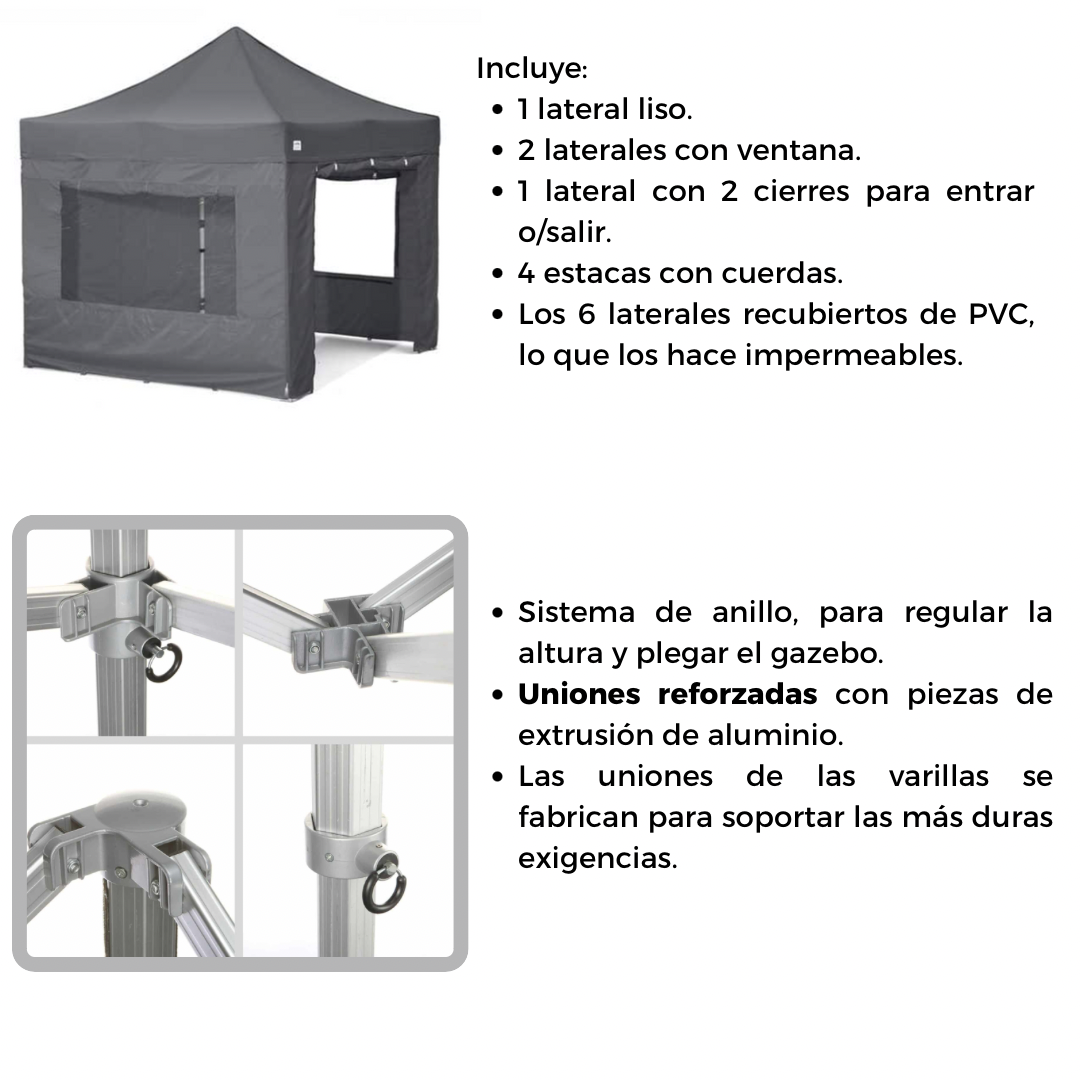 Incluye:
• 1 lateral liso.
• 2 laterales con ventana.
• 1 lateral con 2 cierres para entrar
o/salir.
• 4 estacas con cuerdas.
• Los 6 laterales recubiertos de PVC,
lo que los hace impermeables.
• Sistema de anillo, para regular la
altura y plegar el gazebo.
• Uniones reforzadas con piezas de
extrusión de aluminio.
• Las uniones de las varillas se
fabrican para soportar las más duras
exigencias.